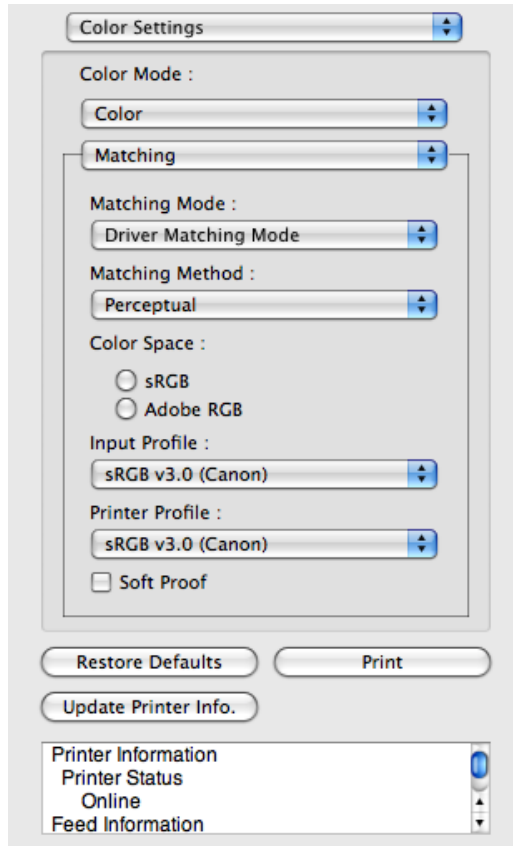 Color Settings
Color Mode :
Color
Matching
Matching Mode :
Driver Matching Mode
Matching Method :
Perceptual
Color Space :
sRGB
Adobe RGB
Input Profile :
sRGB v3.0 (Canon)
Printer Profile :
sRGB v3.0 (Canon)
Soft Proof
Restore Defaults
Print
Update Printer Info.
Printer Information
Printer Status
Online
Feed Information